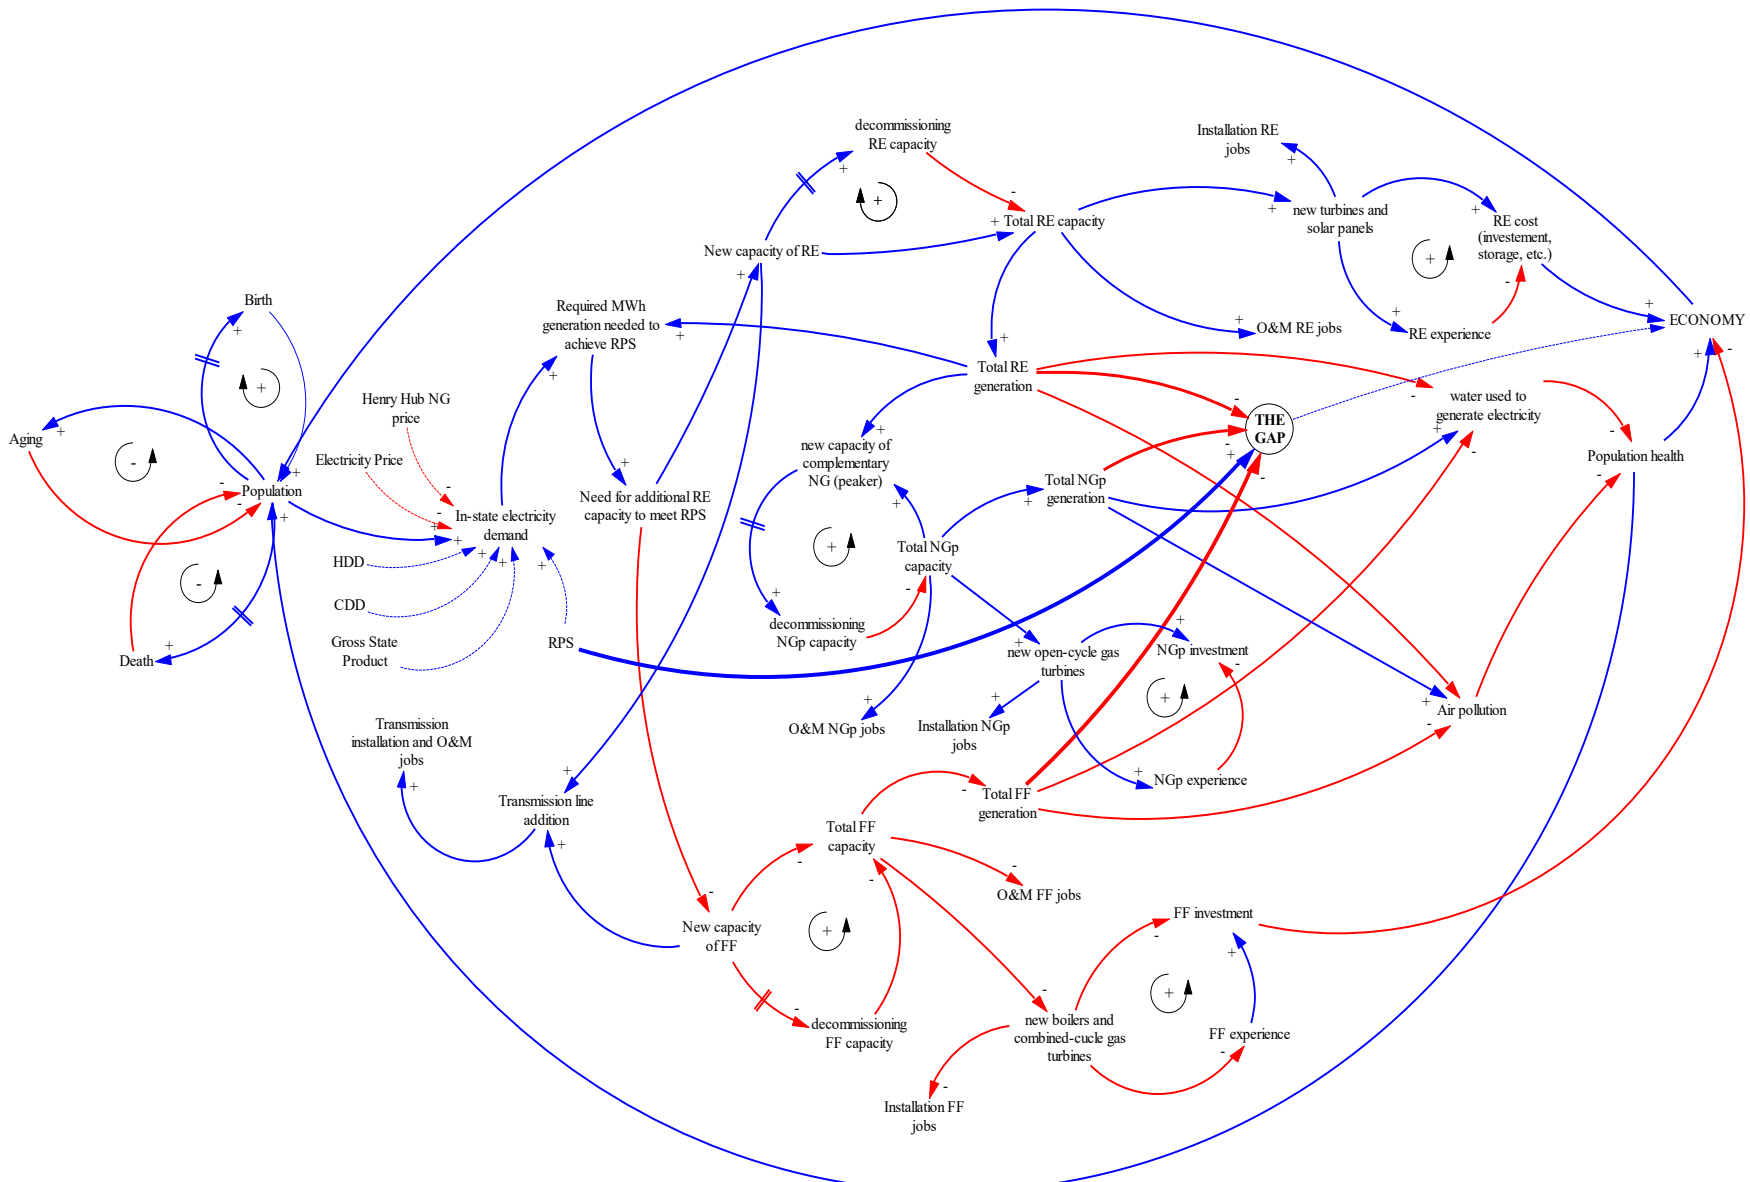 decommissioning
RE capacity
Installation RE
jobs
Total RE capacity
new turbines and
solar panels
RE cost
(investement,
storage, etc.)
New capacity of RE
Birth
Required MWh
generation needed to
achieve RPS
O&M RE jobs
RE experience
ECONOMY
Total RE
generation
Henry Hub NG
price
THE
GAP
water used to
generate electricity
Aging
Electricity Price
new capacity of
complementary
NG (peaker)
Population health
Population
Need for additional RE
capacity to meet RPS
Total NGp
generation
In-state electricity
demand
HDD
Total NGp
capacity
CDD
decommissioning
NGp capacity
Gross State
Product
RPS
Death
new open-cycle gas
turbines
NGp investment
Air pollution
Transmission
installation and O&M
jobs
O&M NGp jobs
Installation NGp
jobs
NGp experience
Transmission line
addition
Total FF
generation
Total FF
capacity
O&M FF jobs
New capacity
of FF
FF investment
decommissioning
FF capacity
new boilers and
combined-cucle gas
turbines
FF experience
Installation FF
jobs